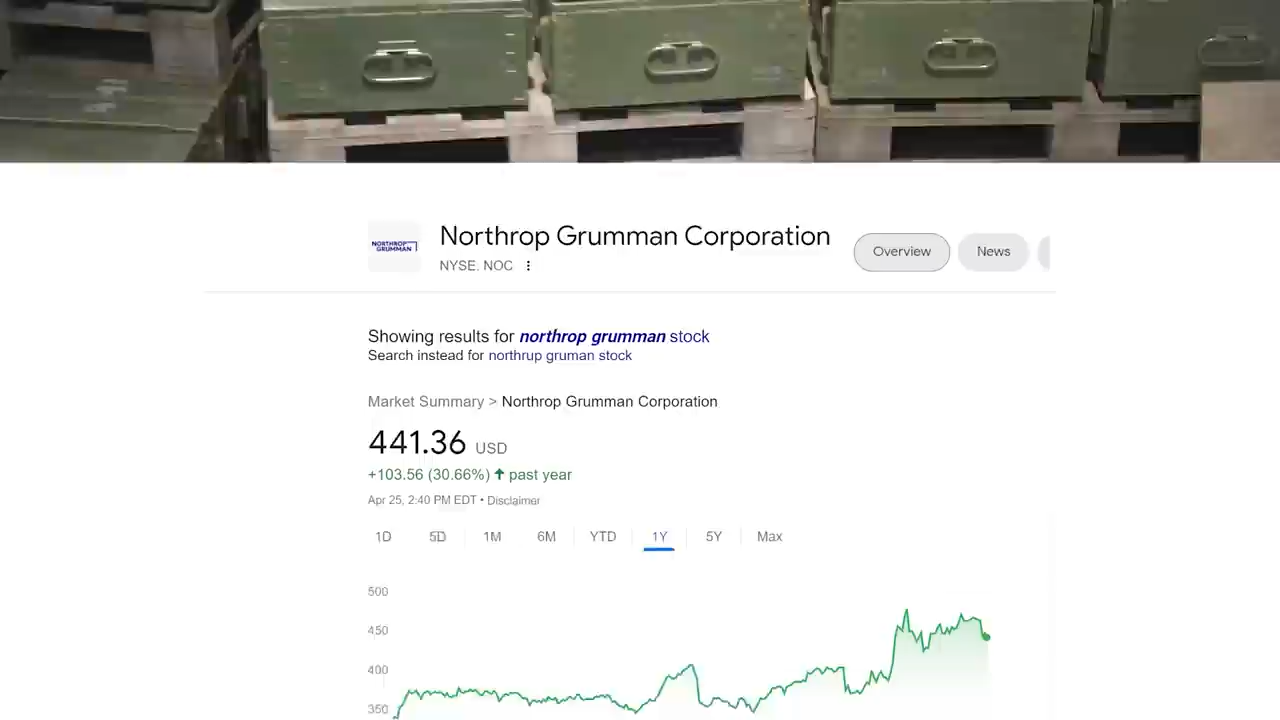 Northrop Grumman Corporation
NORTHROP
GRUMMAN
NYSE. NOC
Overview
News
Showing results for northrop grumman stock
Search instead for northrup gruman stock
Market Summary > Northrop Grumman Corporation
441.36 USD
+103.56 (30.66%) ↑ past year
Apr 25, 2:40 PM EDT • Disclaimer
1D 5D 1M 6M YTD 1Y 5Y Max
500
450
400
350